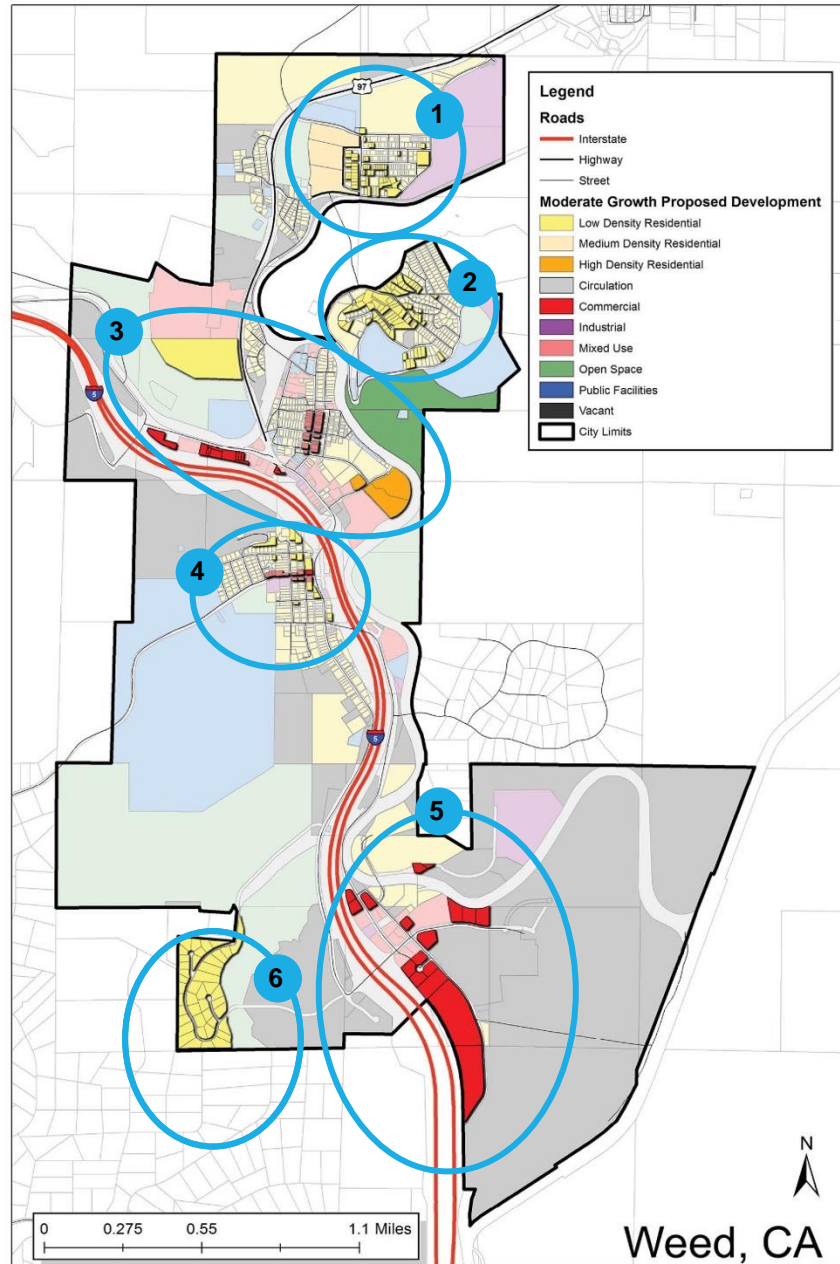 97
1
2
3
5
4
5
5
6
Legend
Roads
Interstate
Highway
Street
Moderate Growth Proposed Development
Low Density Residential
Medium Density Residential
High Density Residential
Circulation
Commercial
Industrial
Mixed Use
Open Space
Public Facilities
Vacant
City Limits
N
0 0.275 0.55 1.1 Miles
Weed, CA